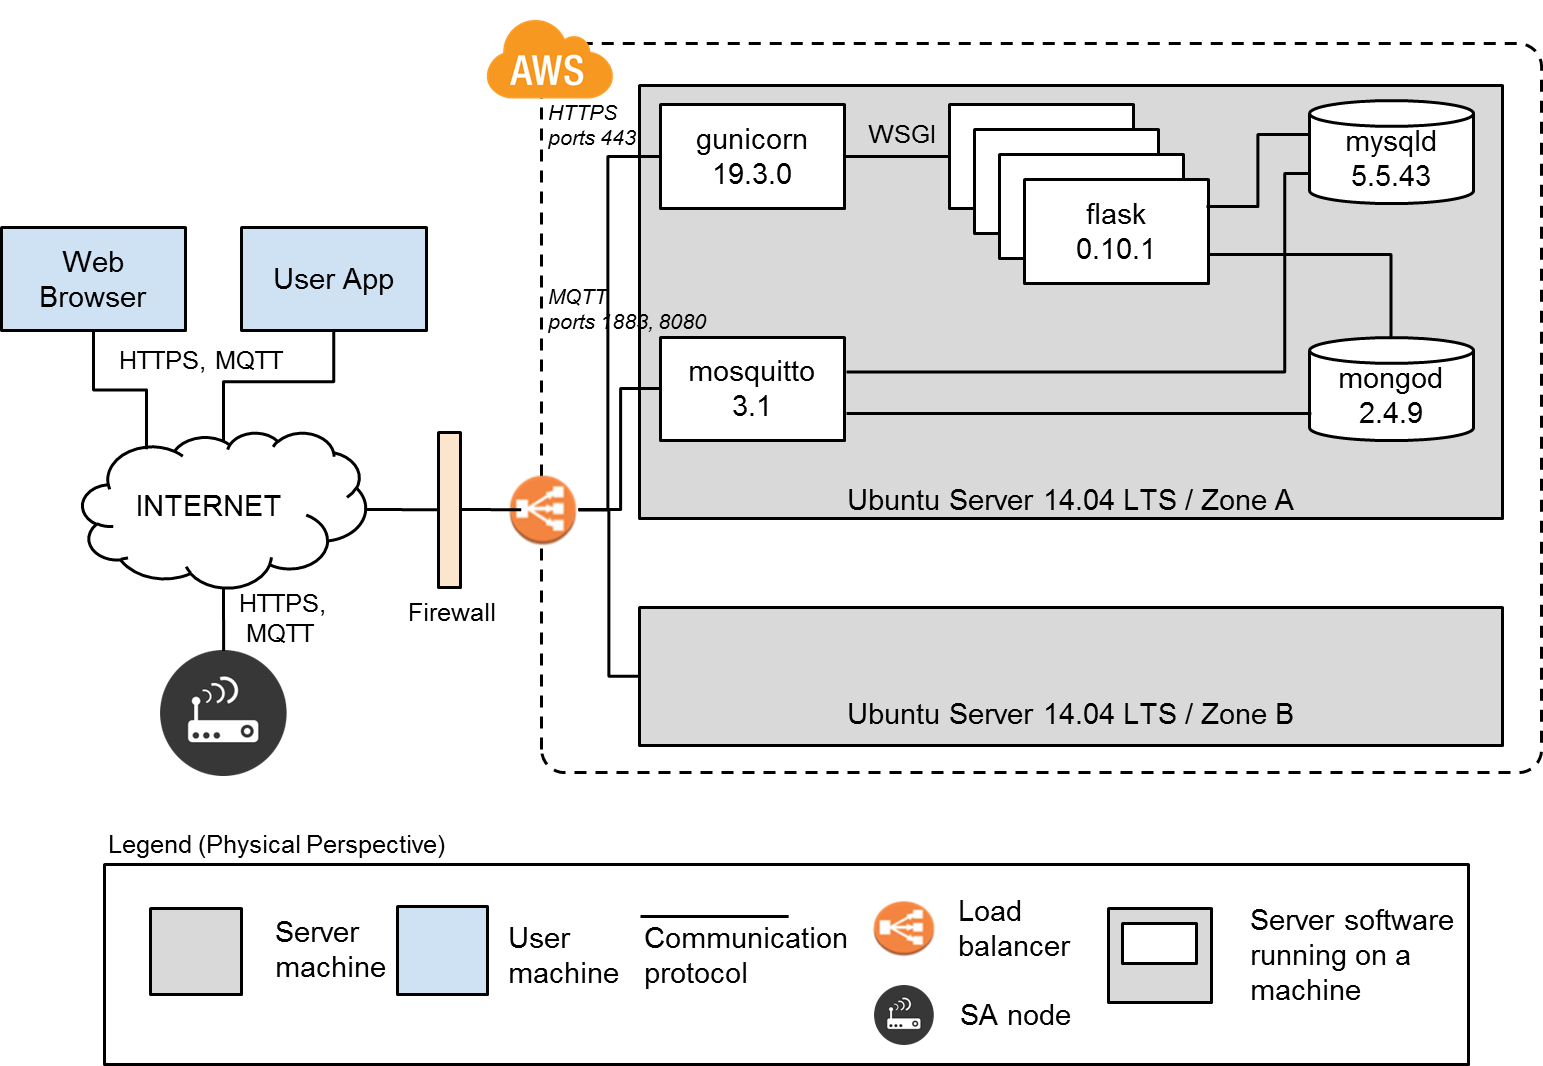 AWS
HTTPS
ports 443
gunicorn
19.3.0
WSGI
flask
0.10.1
mysqld
5.5.43
Web
Browser
User App
HTTPS, MQTT
MQTT
ports 1883, 8080
mosquitto
3.1
mongod
2.4.9
INTERNET
Ubuntu Server 14.04 LTS / Zone A
Firewall
HTTPS,
MQTT
Ubuntu Server 14.04 LTS / Zone B
Legend (Physical Perspective)
Server
machine
User
machine
Communication
protocol
Load
balancer
SA node
Server software
running on a
machine